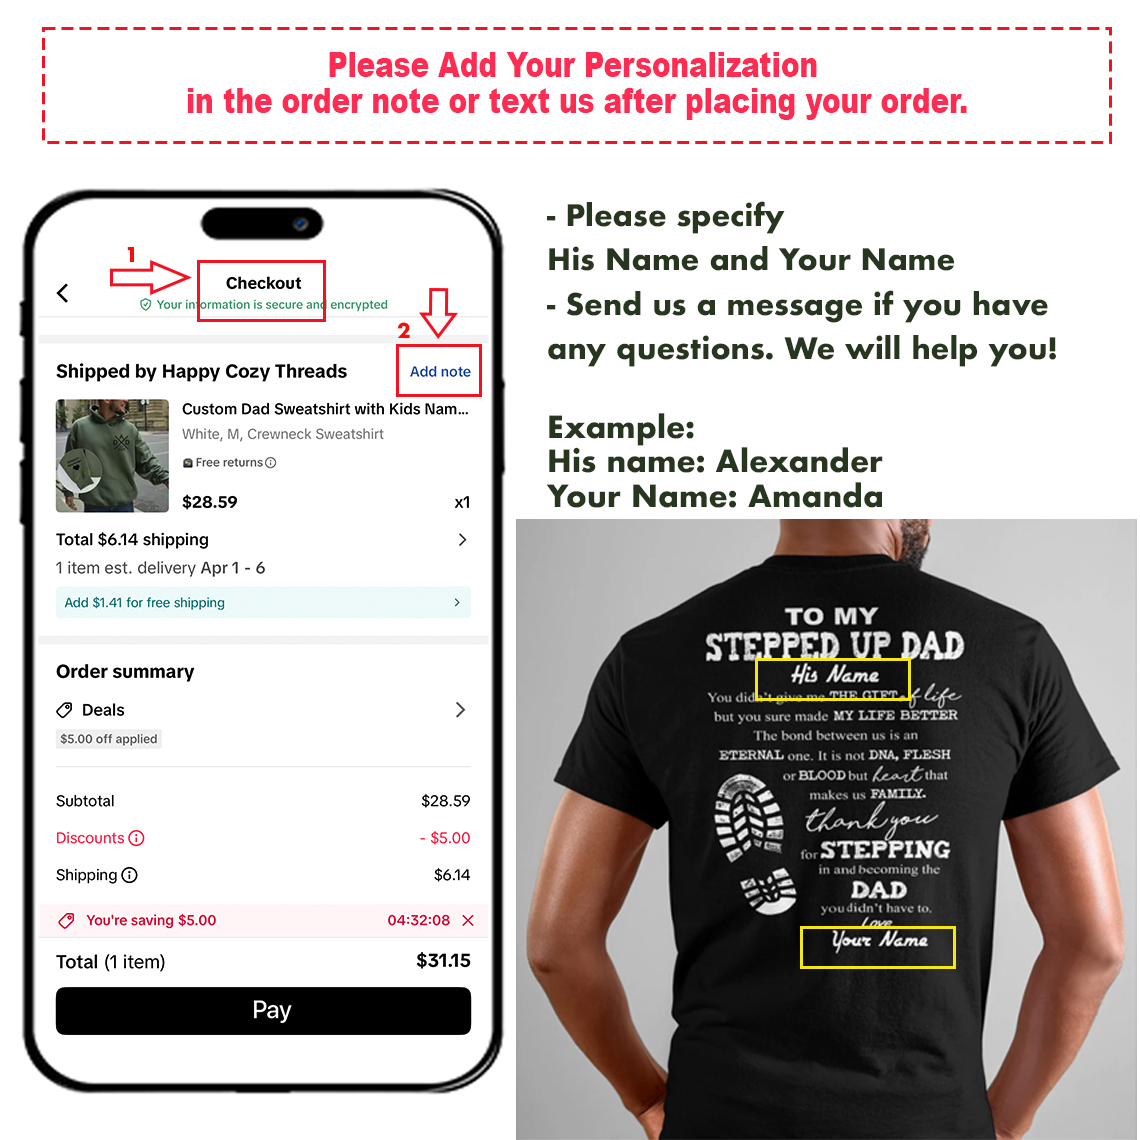 Please Add Your Personalization
in the order note or text us after placing your order.
1
Checkout
Your information is secure and encrypted
2
Shipped by Happy Cozy Threads
Add note
Custom Dad Sweatshirt with Kids Nam...
White, M, Crewneck Sweatshirt
Free returns
$28.59
x1
Total $6.14 shipping
1 item est. delivery Apr 1 - 6
Add $1.41 for free shipping
Order summary
Deals
$5.00 off applied
Subtotal
$28.59
Discounts
- $5.00
Shipping
$6.14
You're saving $5.00
04:32:08
Total (1 item)
$31.15
Pay
- Please specify
His Name and Your Name
- Send us a message if you have
any questions. We will help you!
Example:
His name: Alexander
Your Name: Amanda
TO MY
STEPPED UP DAD
His Name
You didn't give me THE GIFT of life
but you sure made MY LIFE BETTER
The bond between us is an
ETERNAL one. It is not DNA, FLESH
or BLOOD but heart that
makes us FAMILY.
thank you
for STEPPING
in and becoming the
DAD
you didn't have to.
Love
Your Name